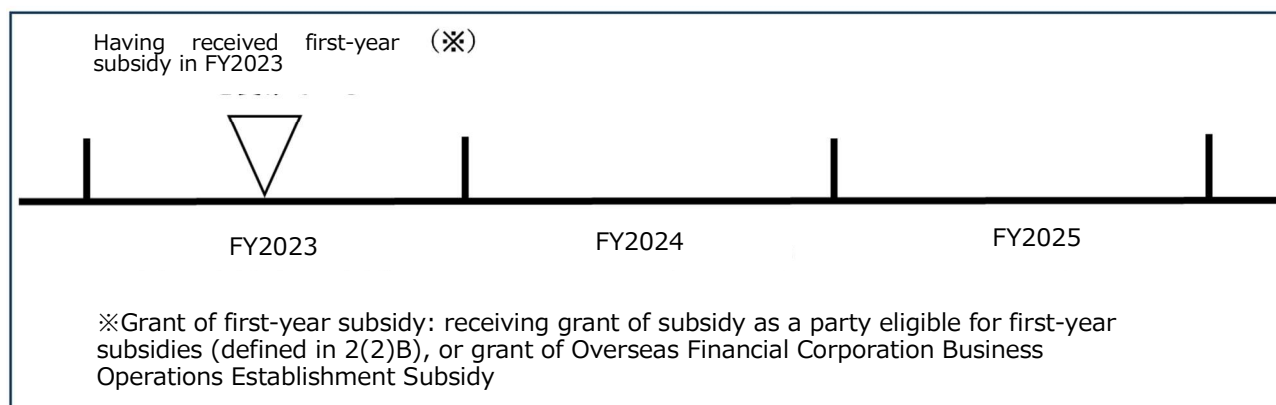 Having received first-year (※)
subsidy in FY2023
FY2023
FY2024
FY2025
※Grant of first-year subsidy: receiving grant of subsidy as a party eligible for first-year
subsidies (defined in 2(2)B), or grant of Overseas Financial Corporation Business
Operations Establishment Subsidy